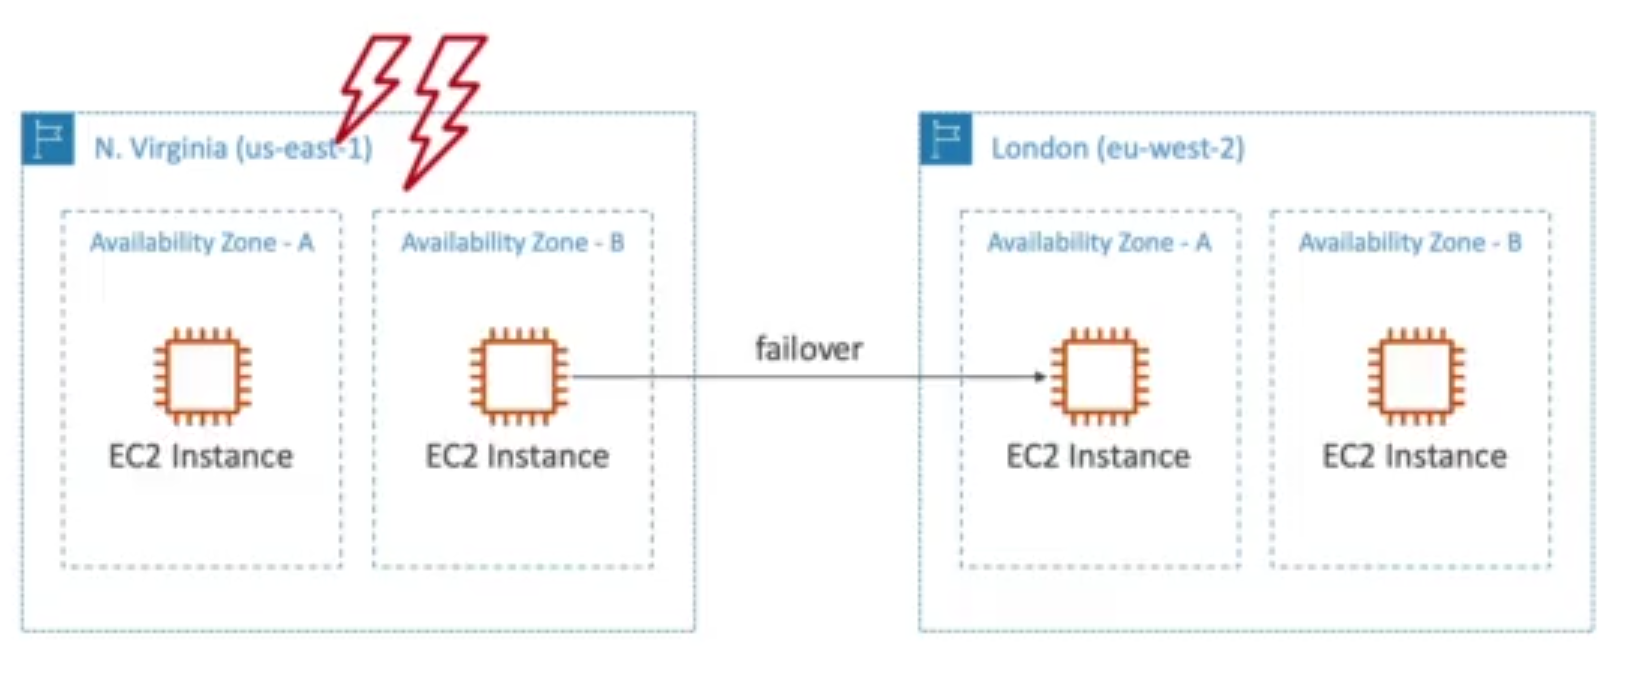 N. Virginia (us-east-1)
Availability Zone - A
Availability Zone - B
EC2 Instance
EC2 Instance
failover
London (eu-west-2)
Availability Zone - A
Availability Zone - B
EC2 Instance
EC2 Instance